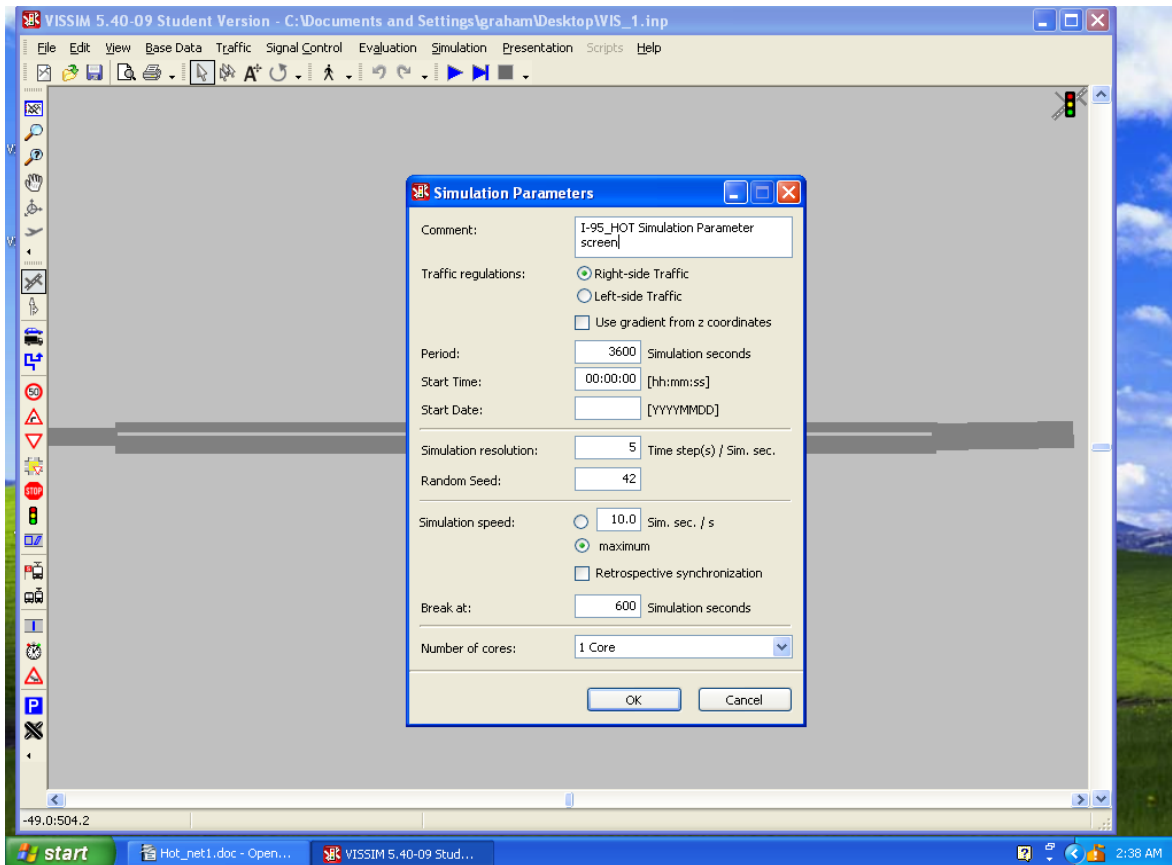 VISSIM 5.40-09 Student Version - C:\Documents and Settings\graham\Desktop\VIS_1.inp
File Edit View Base Data Traffic Signal Control Evaluation Simulation Presentation Scripts Help
Simulation Parameters
Comment: I-95_HOT Simulation Parameter
screen
Traffic regulations: Right-side Traffic
Left-side Traffic
Use gradient from z coordinates
Period: 3600 Simulation seconds
Start Time: 00:00:00 [hh:mm:ss]
Start Date: [YYYYMMDD]
Simulation resolution: 5 Time step(s) / Sim. sec.
Random Seed: 42
Simulation speed: 10.0 Sim. sec. / s
maximum
Retrospective synchronization
Break at: 600 Simulation seconds
Number of cores: 1 Core
OK Cancel
50
STOP
P
-49.0:504.2
start Hot_net1.doc - Open... VISSIM 5.40-09 Stud... 2:38 AM